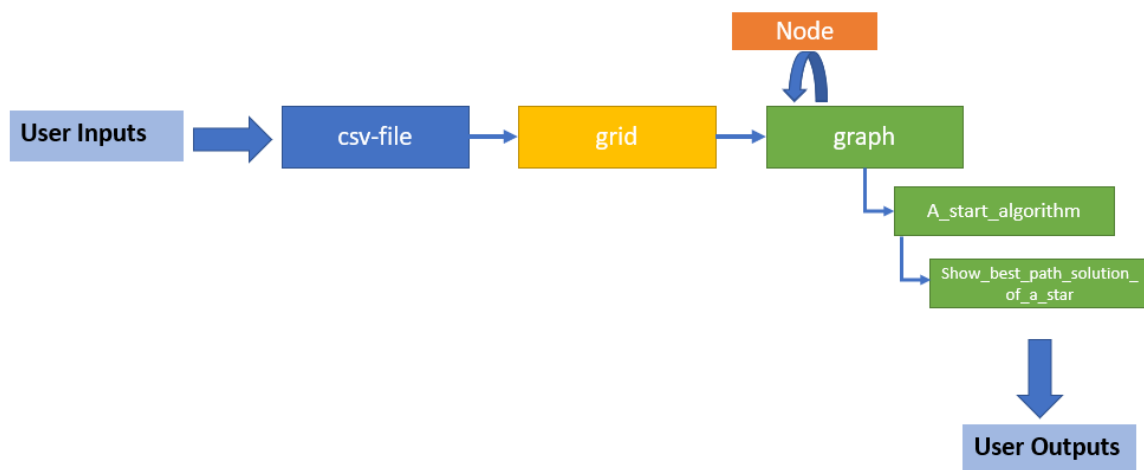 Node
User Inputs
csv-file
grid
graph
A_start_algorithm
Show_best_path_solution_
of_a_star
User Outputs